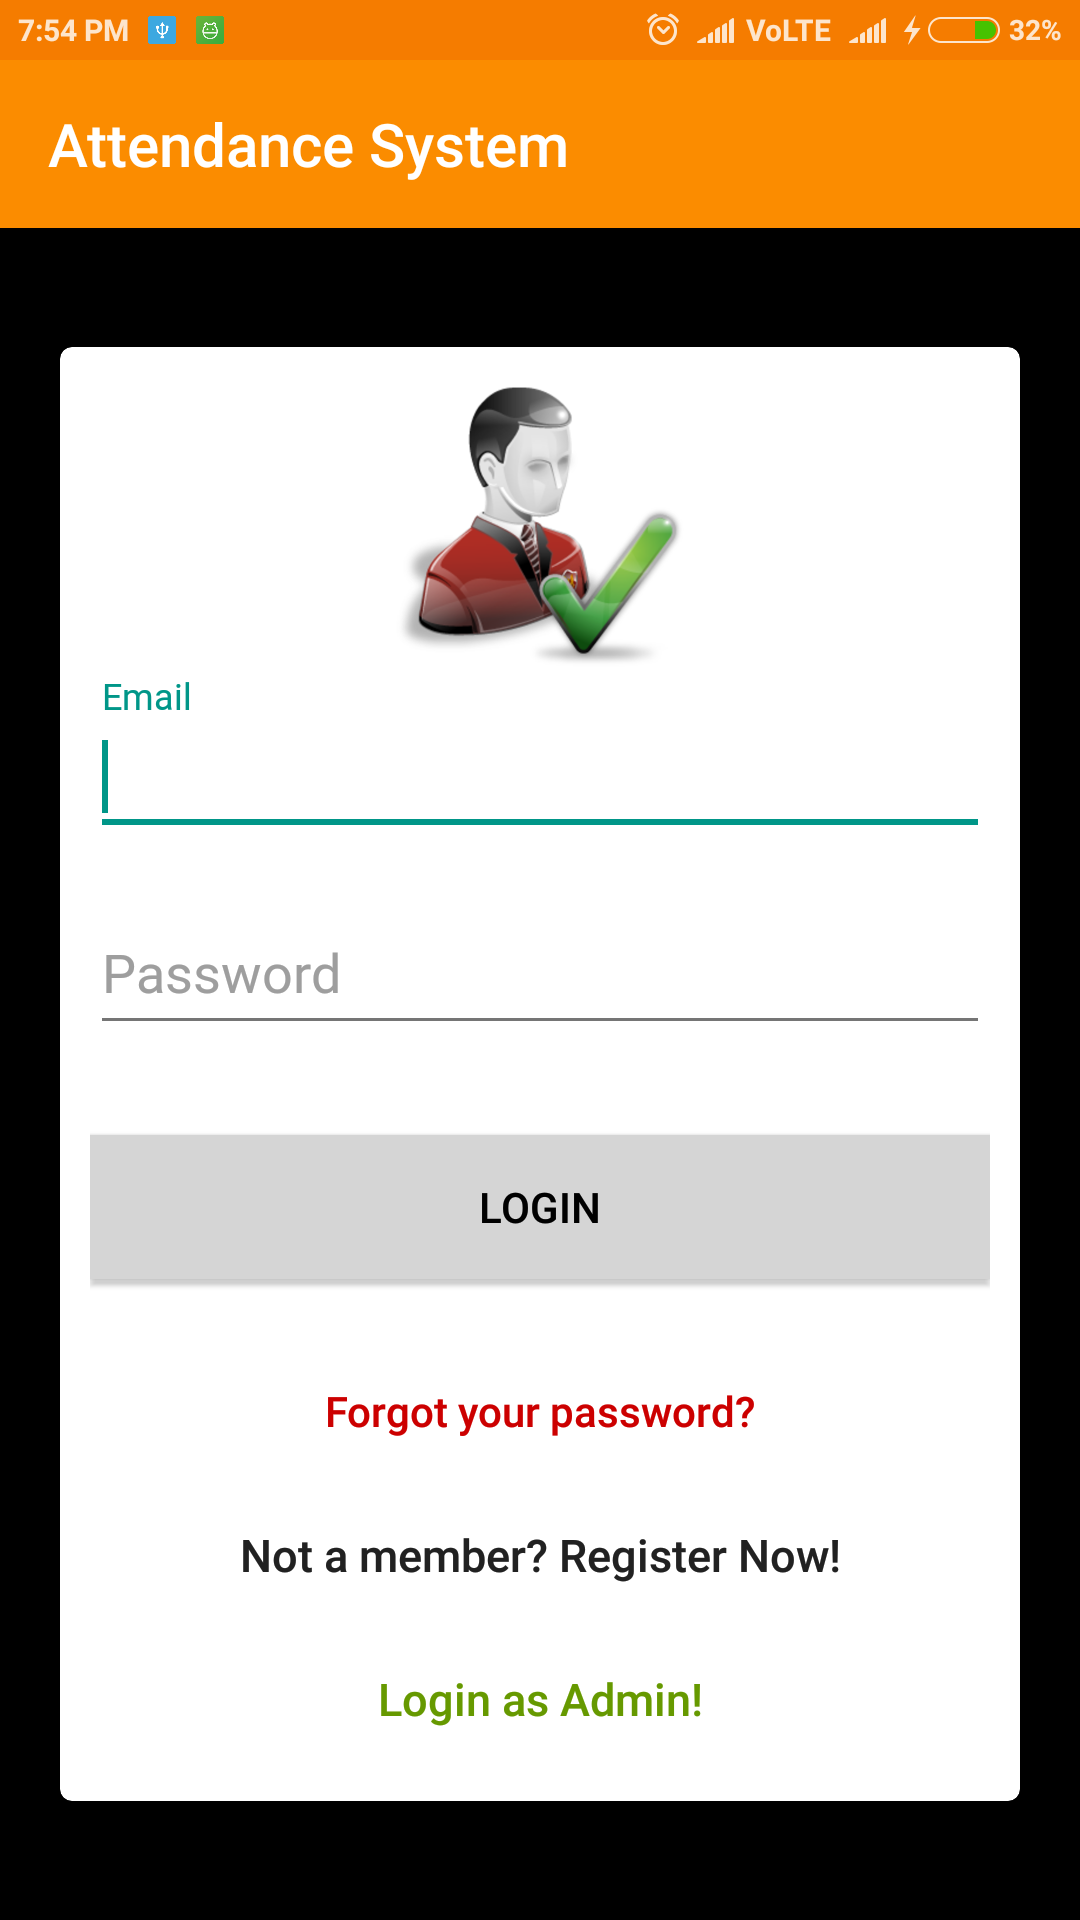 7:54 PM VoLTE 32%
Attendance System
Email
Password
LOGIN
Forgot your password?
Not a member? Register Now!
Login as Admin!